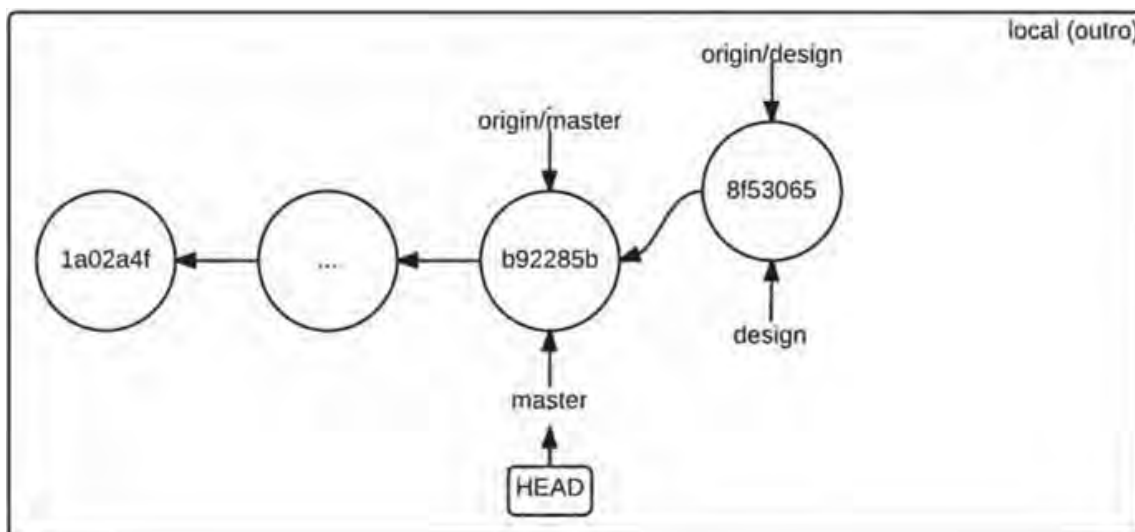 local (outro)
origin/design
origin/master
8f53065
1a02a4f
...
b92285b
design
master
HEAD